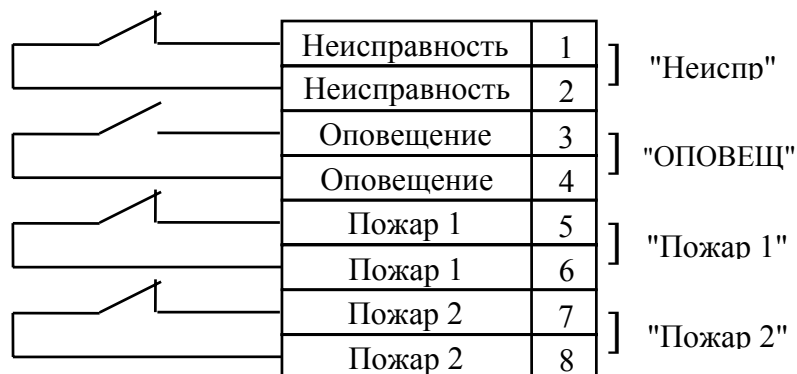 Неисправность 1
Неисправность 2
] "Неиспр"
Оповещение 3
Оповещение 4
] "ОПОВЕЩ"
Пожар 1 5
Пожар 1 6
] "Пожар 1"
Пожар 2 7
Пожар 2 8
] "Пожар 2"